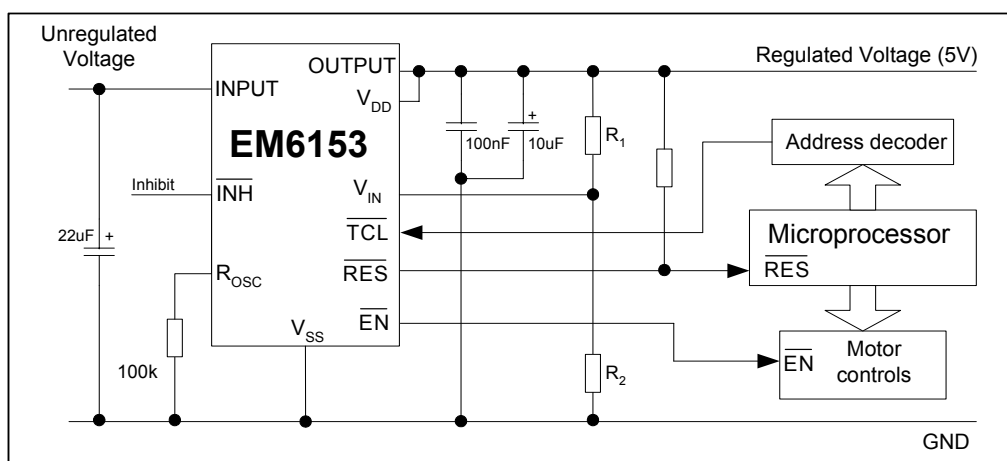 Unregulated
Voltage
INPUT
OUTPUT
V_DD
EM6153
Inhibit
INH
V_IN
TCL
22uF +
R_OSC
RES
EN
V_SS
100k
100nF
+
10uF
R_1
R_2
Regulated Voltage (5V)
Address decoder
Microprocessor
RES
EN
Motor
controls
GND